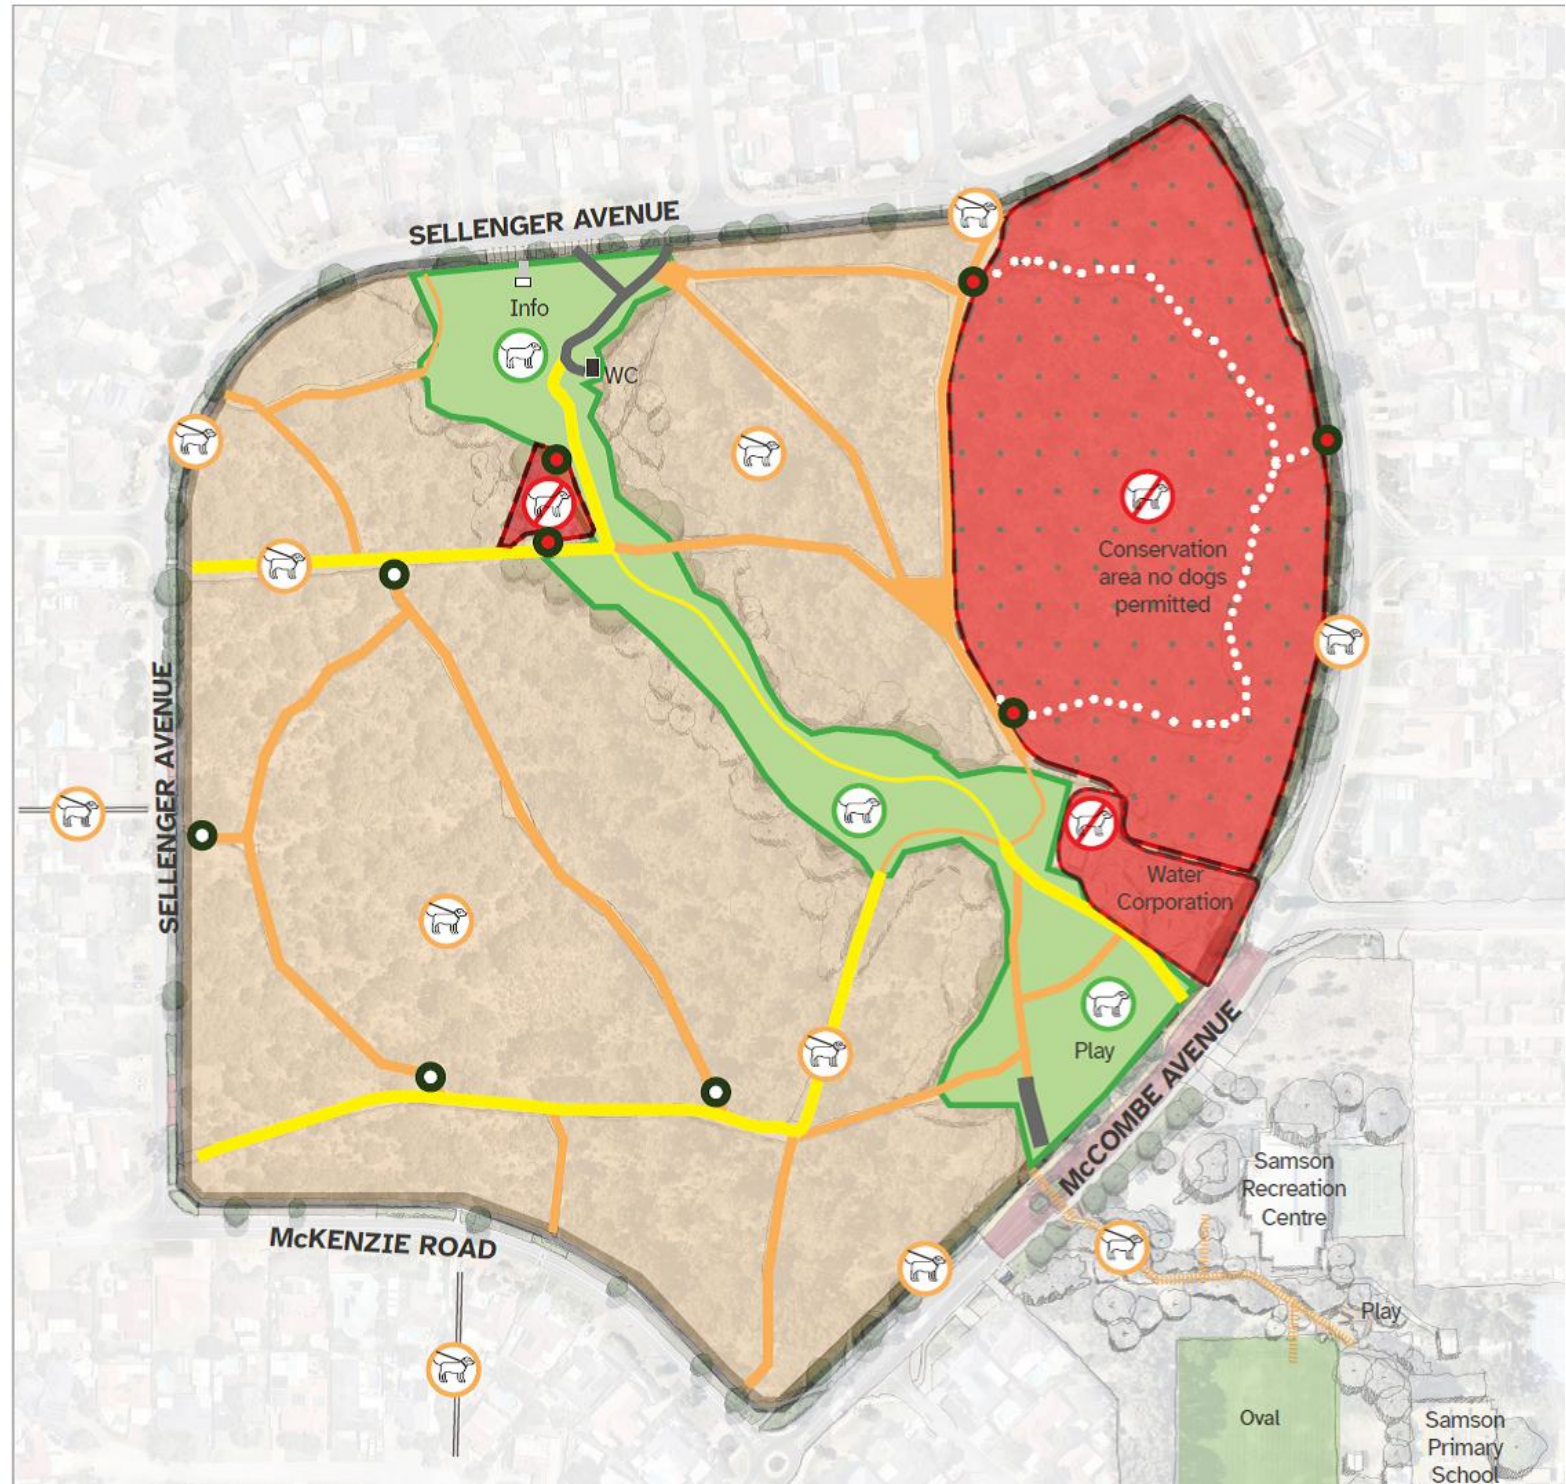 SELLENGER AVENUE
Info
WC
Conservation
area no dogs
permitted
SELLENGER AVENUE
Water
Corporation
Play
McCOMBE AVENUE
Samson
Recreation
Centre
McKENZIE ROAD
Play
Oval
Samson
Primary
School